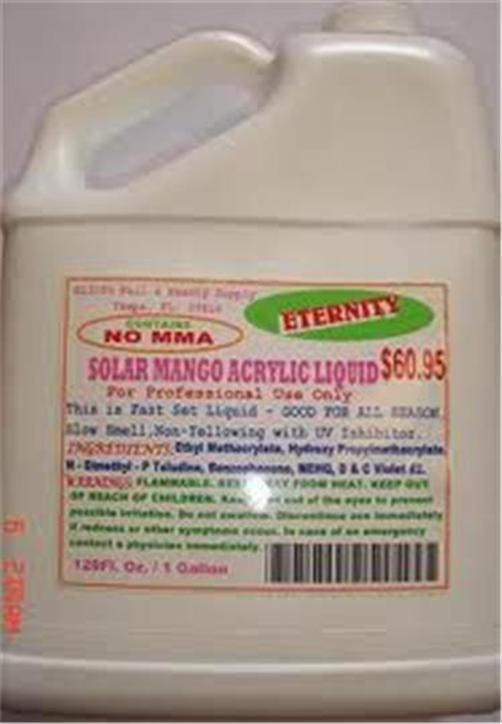 Nail & Beauty Supply
Tampa, FL
ETERNITY
CONTAINS
NO MMA
SOLAR MANGO ACRYLIC LIQUID $60.95
For Professional Use Only
This is Fast Set Liquid - GOOD FOR ALL SEASON
Slow Smell, Non-Yellowing with UV Inhibitor.
INGREDIENTS: Ethyl Methacrylate, Hydroxy Propylmethacrylate,
N - Dimethyl - P Toludine, Benzophenone, MEHQ, D & C Violet #2.
WARNINGS: FLAMMABLE. KEEP AWAY FROM HEAT. KEEP OUT
OF REACH OF CHILDREN. Keep out of the eyes to prevent
possible irritation. Do not swallow. Discontinue use immediately
if redness or other symptoms occur. In case of an emergency
contact a physician immediately.
128Fl. Oz. / 1 Gallon